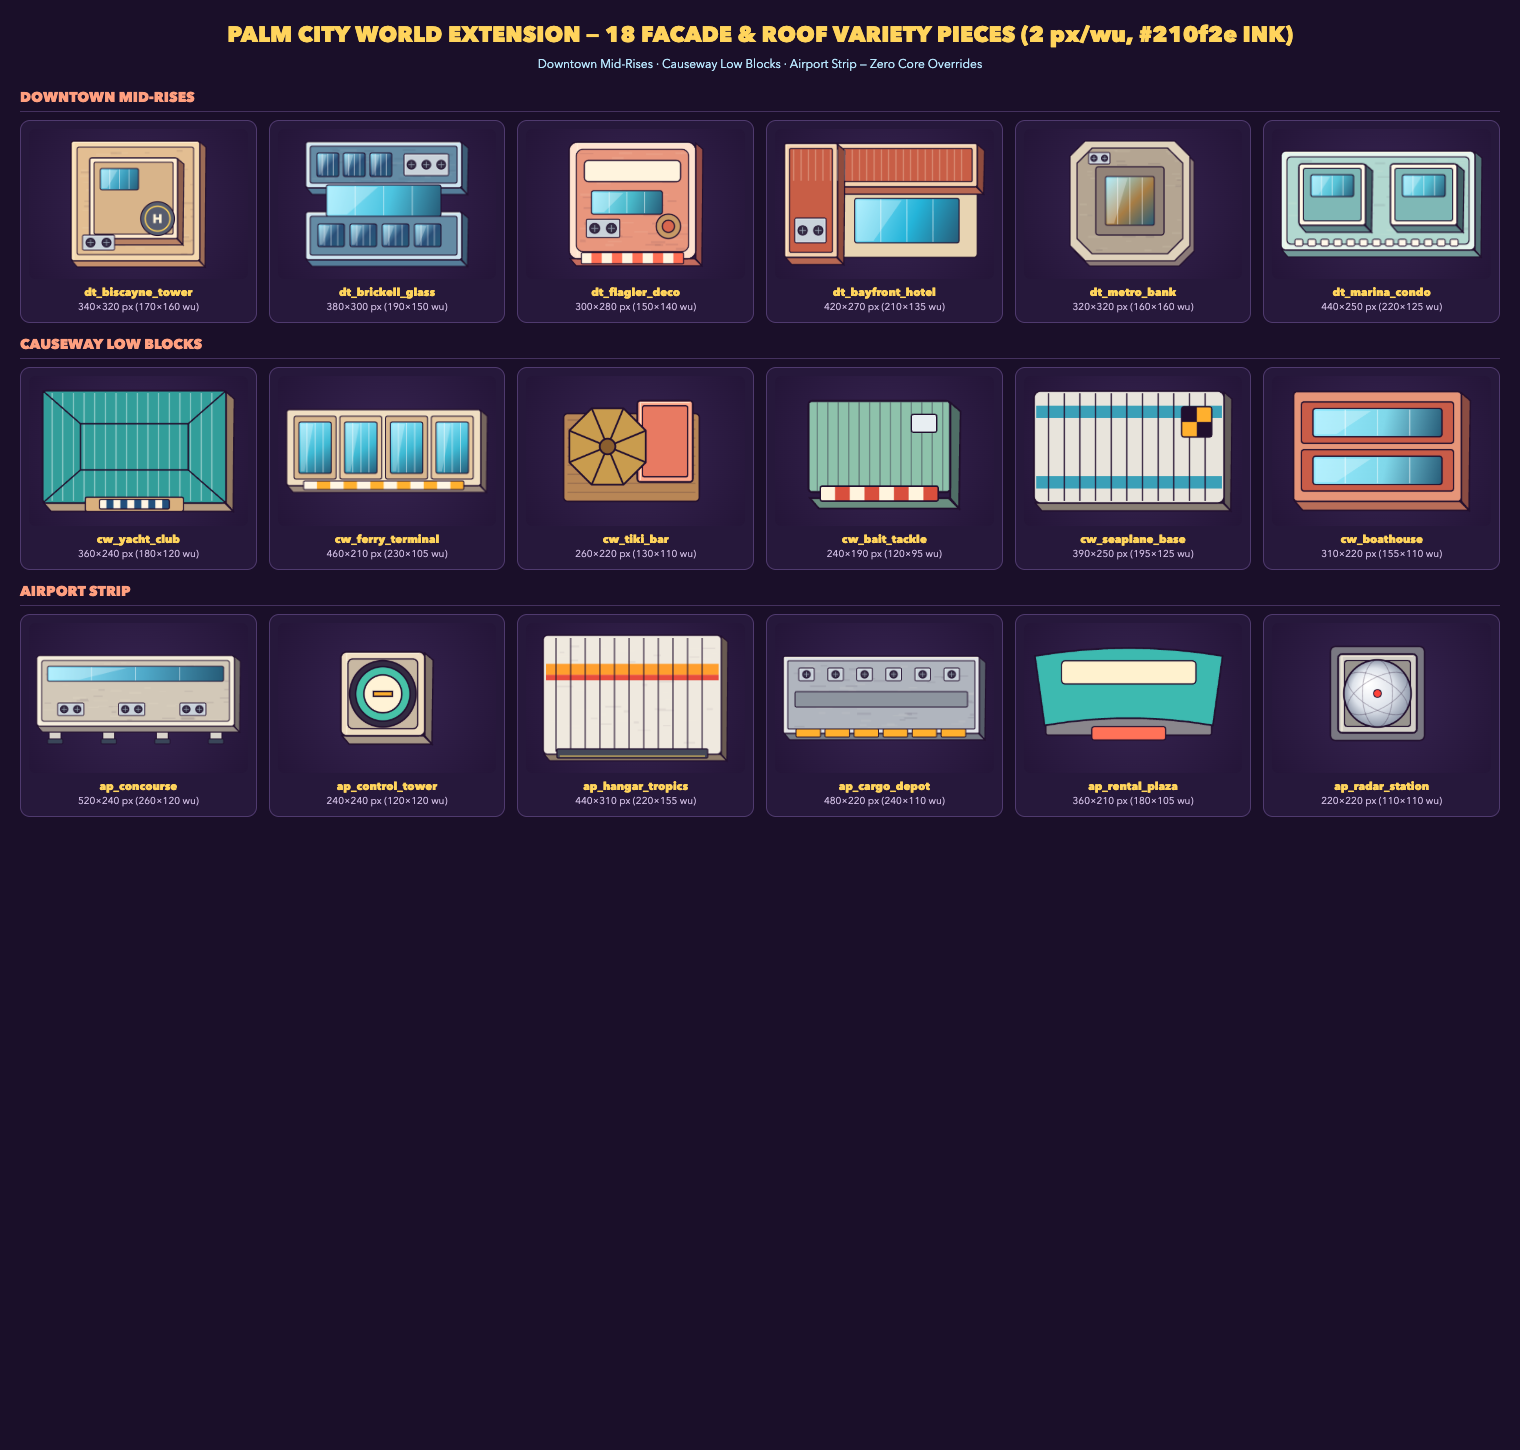 PALM CITY WORLD EXTENSION – 18 FACADE & ROOF VARIETY PIECES (2 px/wu, #210f2e INK)
Downtown Mid-Rises · Causeway Low Blocks · Airport Strip – Zero Core Overrides
DOWNTOWN MID-RISES
H
dt_biscayne_tower
340×320 px (170×160 wu)
dt_brickell_glass
380×300 px (190×150 wu)
dt_flagler_deco
300×280 px (150×140 wu)
dt_bayfront_hotel
420×270 px (210×135 wu)
dt_metro_bank
320×320 px (160×160 wu)
dt_marina_condo
440×250 px (220×125 wu)
CAUSEWAY LOW BLOCKS
cw_yacht_club
360×240 px (180×120 wu)
cw_ferry_terminal
460×210 px (230×105 wu)
cw_tiki_bar
260×220 px (130×110 wu)
cw_bait_tackle
240×190 px (120×95 wu)
cw_seaplane_base
390×250 px (195×125 wu)
cw_boathouse
310×220 px (155×110 wu)
AIRPORT STRIP
ap_concourse
520×240 px (260×120 wu)
ap_control_tower
240×240 px (120×120 wu)
ap_hangar_tropics
440×310 px (220×155 wu)
ap_cargo_depot
480×220 px (240×110 wu)
ap_rental_plaza
360×210 px (180×105 wu)
ap_radar_station
220×220 px (110×110 wu)